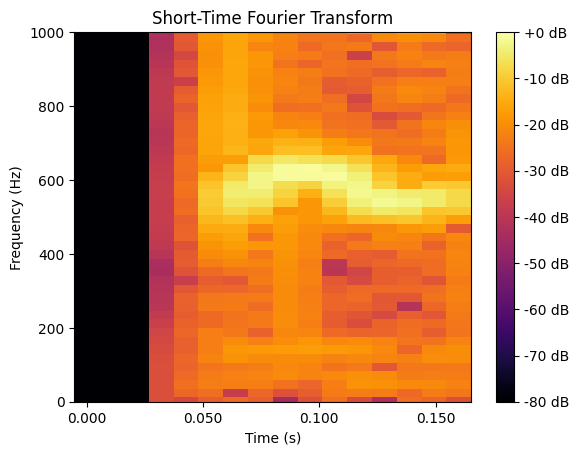 Short-Time Fourier Transform
1000
800
600
400
200
0
Frequency (Hz)
0.000
0.050
0.100
0.150
Time (s)
+0 dB
-10 dB
-20 dB
-30 dB
-40 dB
-50 dB
-60 dB
-70 dB
-80 dB